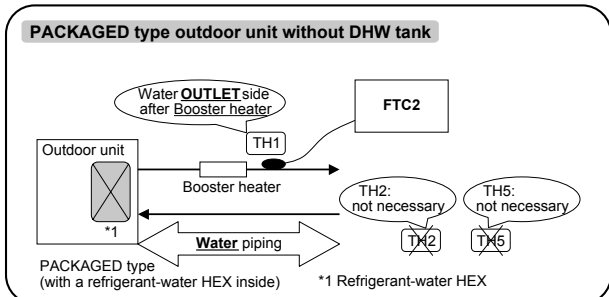 PACKAGED type outdoor unit without DHW tank
Water OUTLET side
after Booster heater
FTC2
TH1
Outdoor unit
Booster heater
*1
TH2:
not necessary
TH5:
not necessary
TH2
TH5
Water piping
PACKAGED type
(with a refrigerant-water HEX inside)
*1 Refrigerant-water HEX